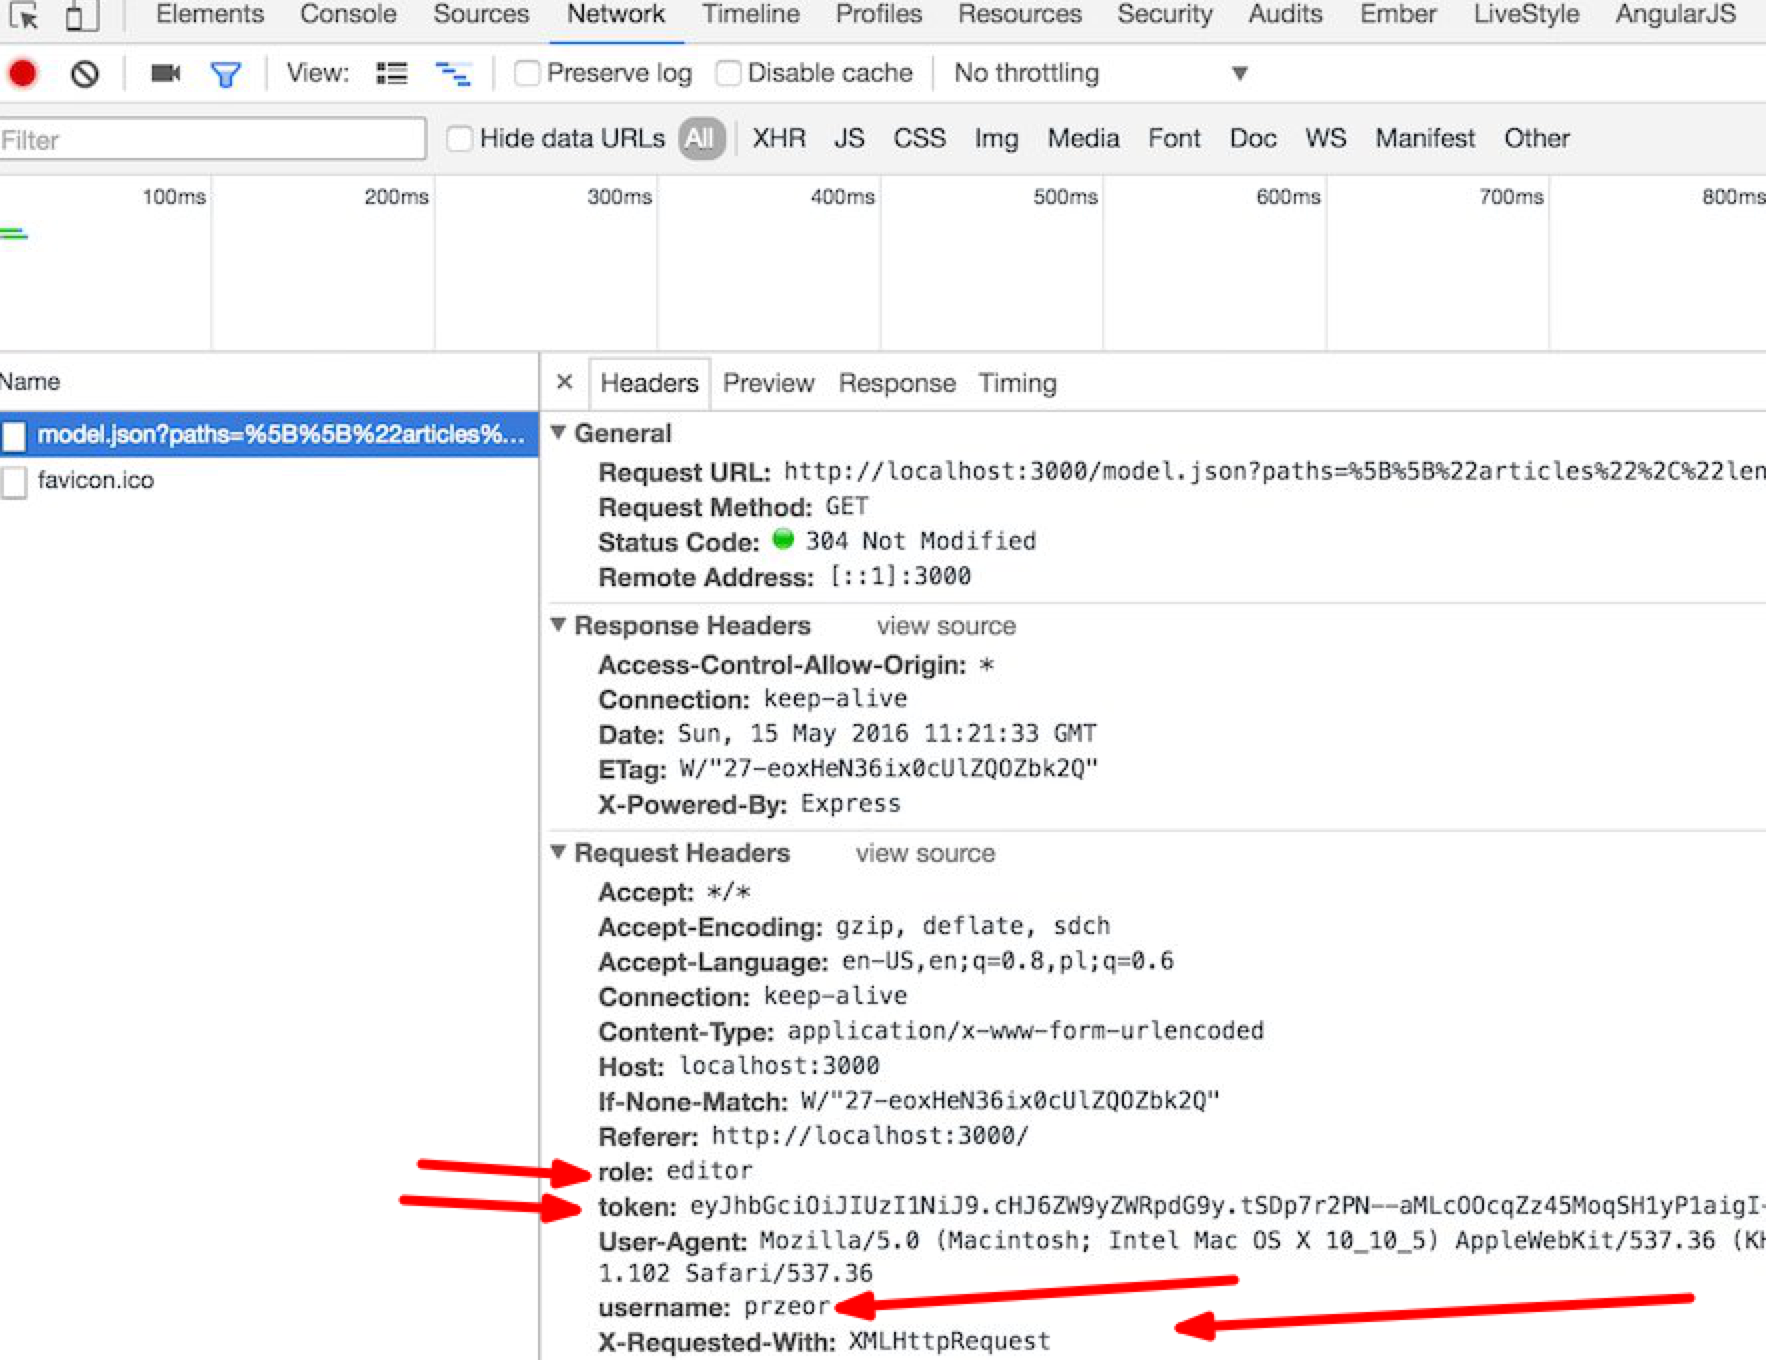 Elements Console Sources Network Timeline Profiles Resources Security Audits Ember LiveStyle AngularJS
View: Preserve log Disable cache No throttling
Filter Hide data URLs All XHR JS CSS Img Media Font Doc WS Manifest Other
100ms 200ms 300ms 400ms 500ms 600ms 700ms 800ms
Name × Headers Preview Response Timing
model.json?paths=%5B%5B%22articles%...
favicon.ico
General
Request URL: http://localhost:3000/model.json?paths=%5B%5B%22articles%22%2C%22len
Request Method: GET
Status Code: 304 Not Modified
Remote Address: [::1]:3000
Response Headers view source
Access-Control-Allow-Origin: *
Connection: keep-alive
Date: Sun, 15 May 2016 11:21:33 GMT
ETag: W/"27-eoxHeN36ix0cUlZQOZbk2Q"
X-Powered-By: Express
Request Headers view source
Accept: */*
Accept-Encoding: gzip, deflate, sdch
Accept-Language: en-US,en;q=0.8,pl;q=0.6
Connection: keep-alive
Content-Type: application/x-www-form-urlencoded
Host: localhost:3000
If-None-Match: W/"27-eoxHeN36ix0cUlZQOZbk2Q"
Referer: http://localhost:3000/
role: editor
token: eyJhbGciOiJIUzI1NiJ9.cHJ6ZW9yZWRpdG9y.tSDp7r2PN--aMLcOOcqZz45MoqSH1yP1aigI-
User-Agent: Mozilla/5.0 (Macintosh; Intel Mac OS X 10_10_5) AppleWebKit/537.36 (KH
1.102 Safari/537.36
username: przeor
X-Requested-With: XMLHttpRequest